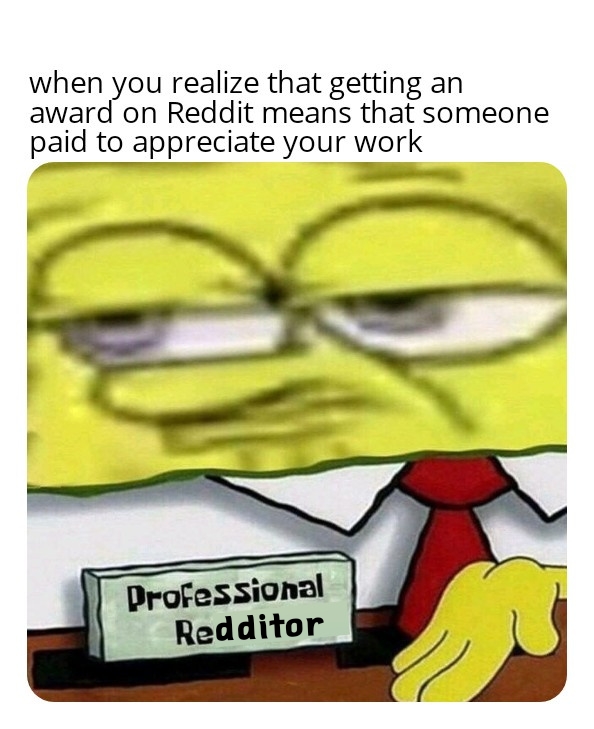 when you realize that getting an
award on Reddit means that someone
paid to appreciate your work
Professional
Redditor